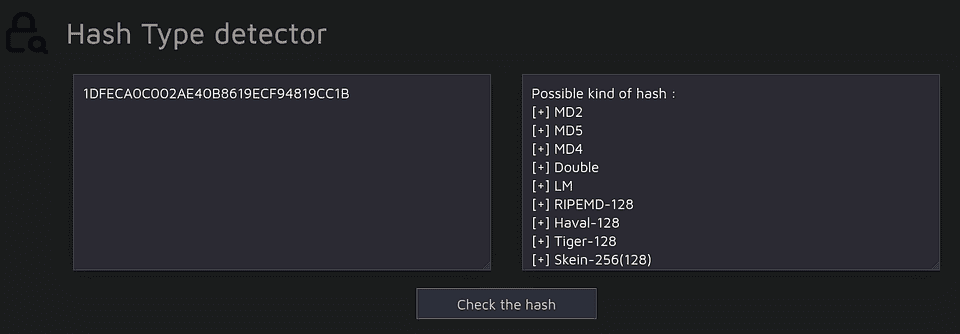 Hash Type detector
1DFECA0C002AE40B8619ECF94819CC1B
Possible kind of hash :
[+] MD2
[+] MD5
[+] MD4
[+] Double
[+] LM
[+] RIPEMD-128
[+] Haval-128
[+] Tiger-128
[+] Skein-256(128)
Check the hash